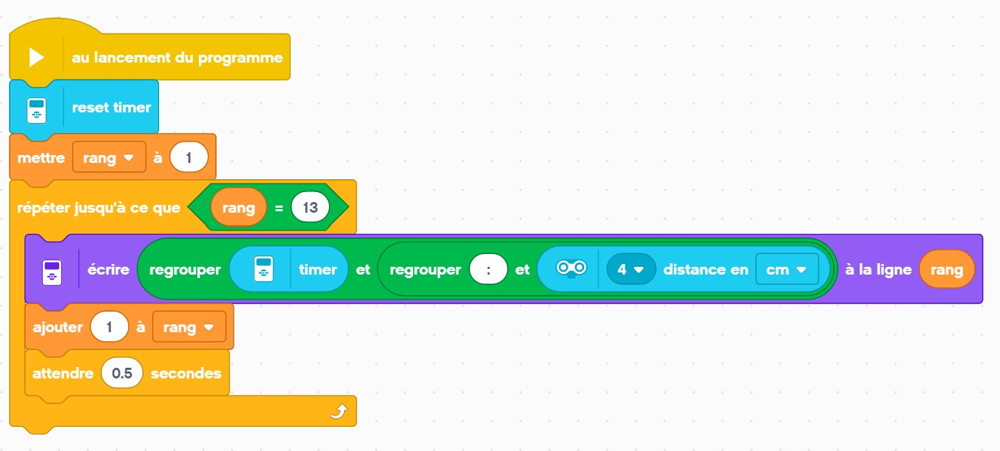 au lancement du programme
reset timer
mettre rang à 1
répéter jusqu'à ce que rang = 13
écrire regrouper timer et regrouper : et 4 distance en cm à la ligne rang
ajouter 1 à rang
attendre 0.5 secondes